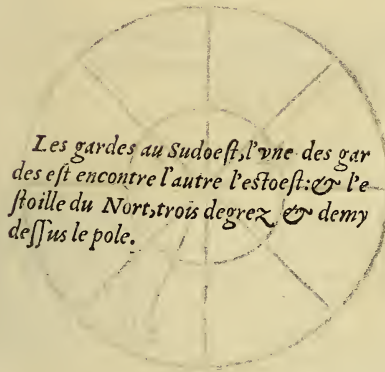 Les gardes au Sudoeſt, l'vne des gar
des eſt encontre l'autre l'estoeſt: & l'e
ſtoille du Nort, trois degrez & demy
deſſus le pole.